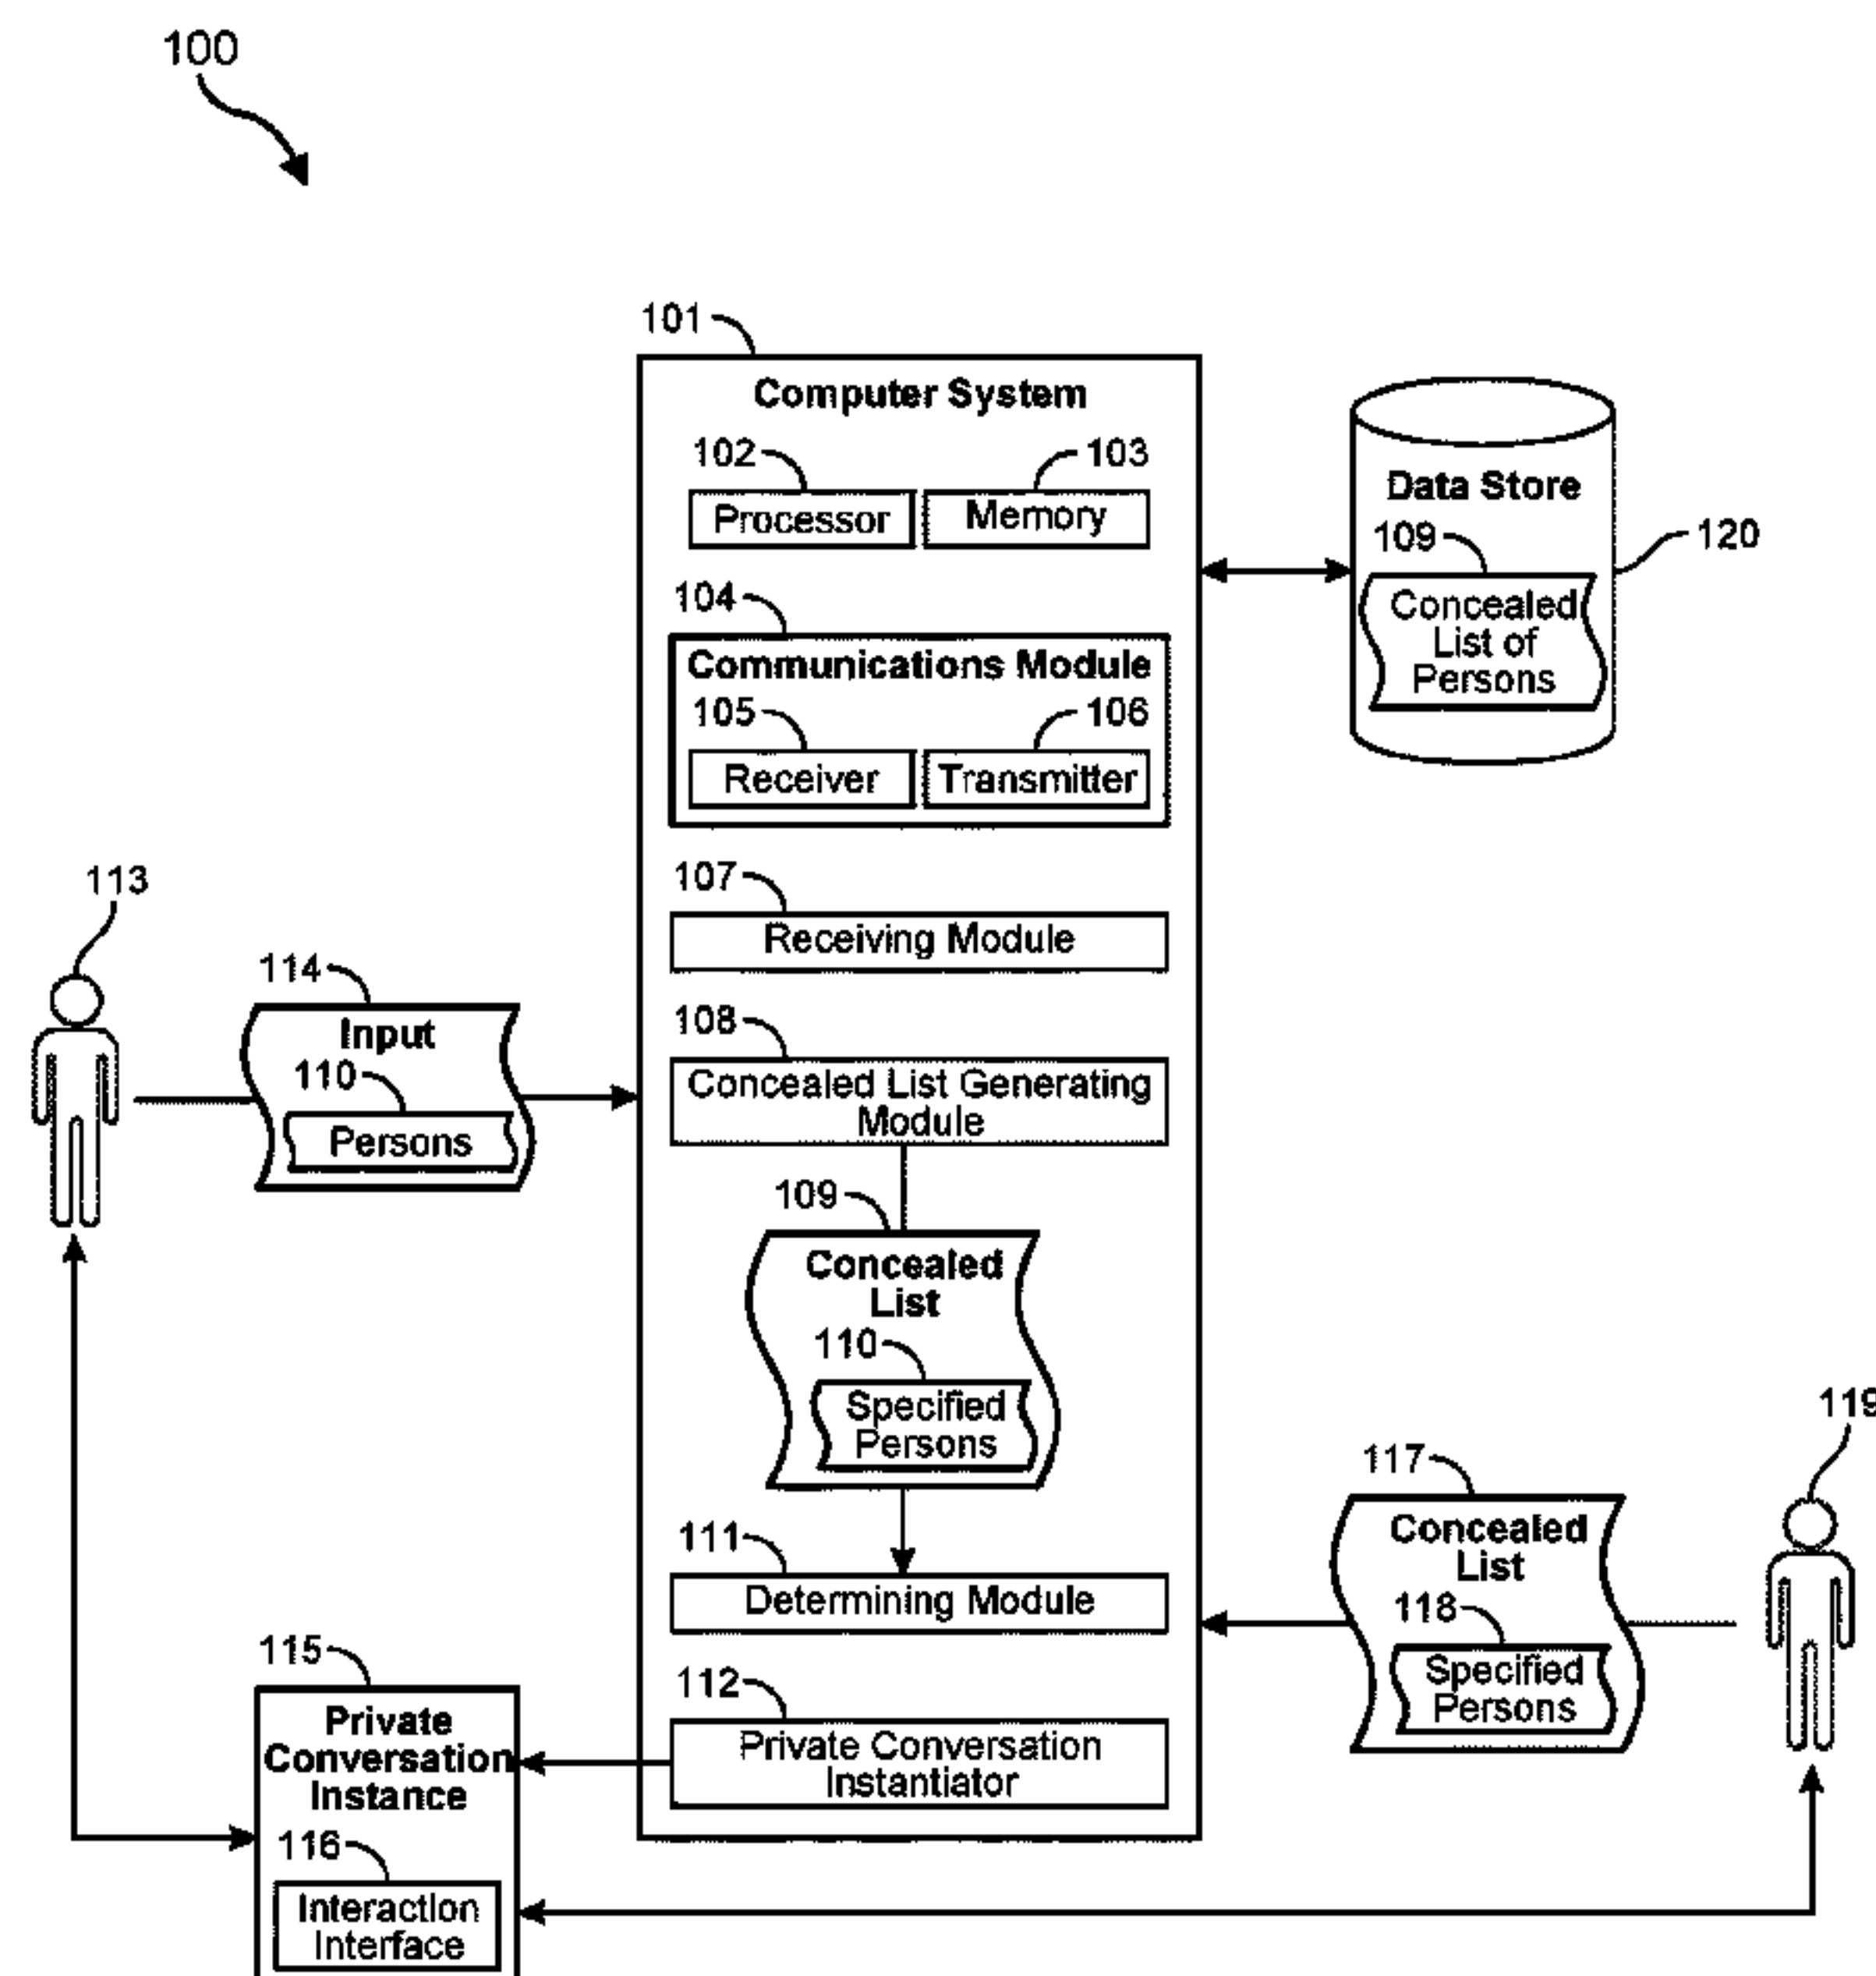 100
101
Computer System
102
103
Processor
Memory
104
Communications Module
105
106
Receiver
Transmitter
107
Receiving Module
108
Concealed List Generating
Module
109
Concealed
List
110
Specified
Persons
111
Determining Module
112
Private Conversation
Instantiator
Data Store
109
120
Concealed
List of
Persons
113
114
Input
110
Persons
115
Private
Conversation
Instance
116
Interaction
Interface
117
Concealed
List
118
Specified
Persons
119